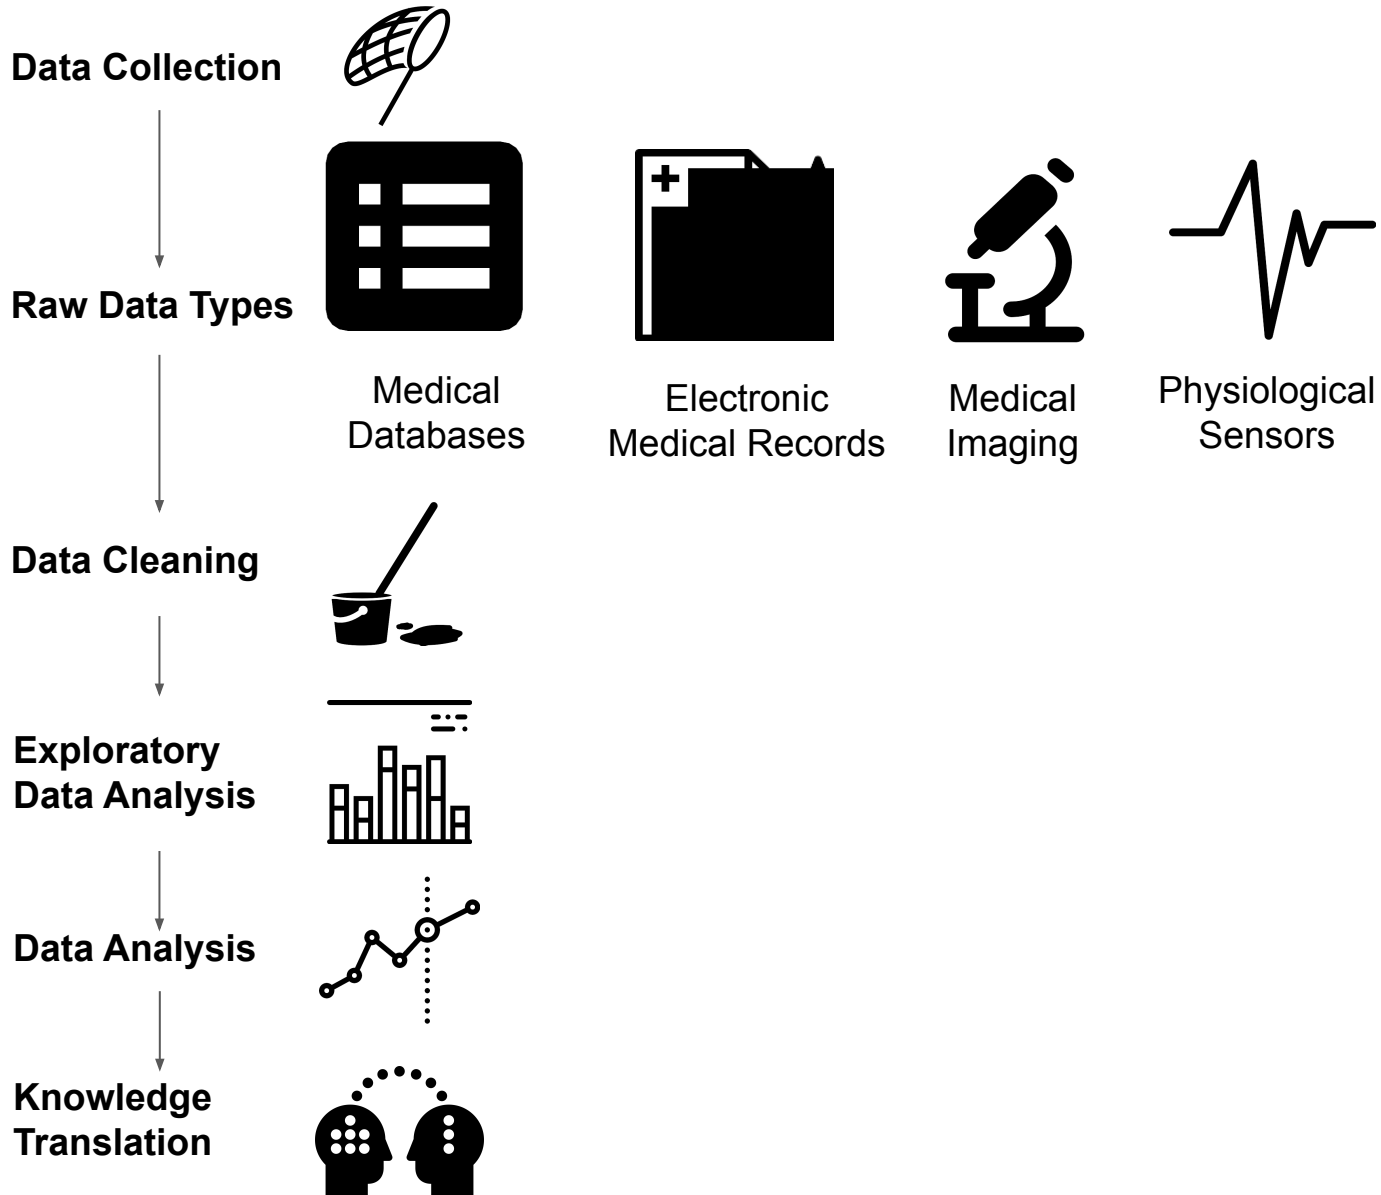 Data Collection
Raw Data Types
Medical
Databases
Electronic
Medical Records
Medical
Imaging
Physiological
Sensors
Data Cleaning
Exploratory
Data Analysis
Data Analysis
Knowledge
Translation